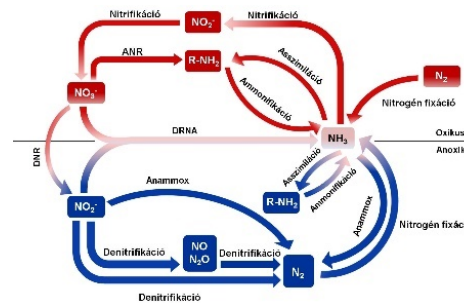 Nitrifikáció
NO₂⁻
Nitrifikáció
ANR
R-NH₂
Asszimiláció
Ammonifikáció
N₂
NO₃⁻
Nitrogén fixáció
DRNA
NH₃
Oxikus
Anoxik
DNR
Asszimiláció
Ammonifikáció
R-NH₂
NO₂⁻
Anammox
Anammox
Nitrogén fixáci
Denitrifikáció
NO
N₂O
Denitrifikáció
N₂
Denitrifikáció